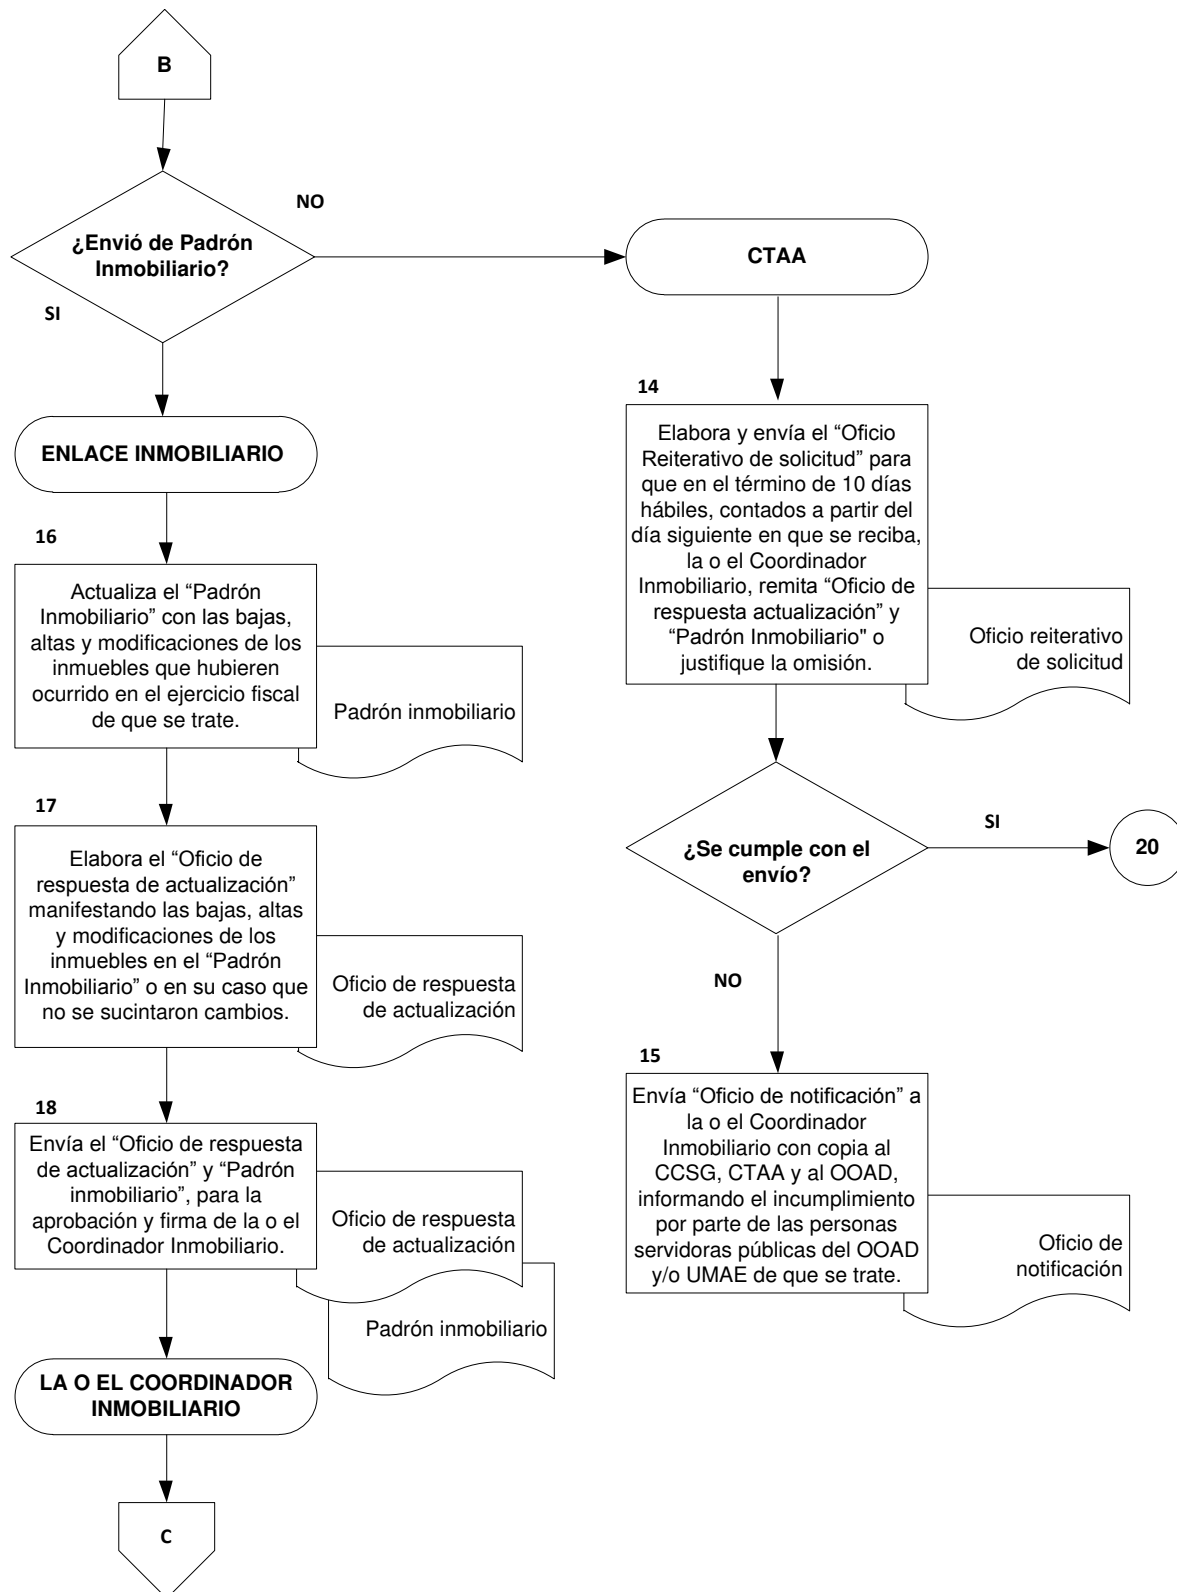 B
¿Envió de Padrón
Inmobiliario?
NO
SI
CTAA
ENLACE INMOBILIARIO
14
Elabora y envía el “Oficio
Reiterativo de solicitud” para
que en el término de 10 días
hábiles, contados a partir del
día siguiente en que se reciba,
la o el Coordinador
Inmobiliario, remita “Oficio de
respuesta actualización” y
“Padrón Inmobiliario" o
justifique la omisión.
Oficio reiterativo
de solicitud
16
Actualiza el “Padrón
Inmobiliario” con las bajas,
altas y modificaciones de los
inmuebles que hubieren
ocurrido en el ejercicio fiscal
de que se trate.
Padrón inmobiliario
17
Elabora el “Oficio de
respuesta de actualización”
manifestando las bajas, altas
y modificaciones de los
inmuebles en el “Padrón
Inmobiliario” o en su caso que
no se sucintaron cambios.
Oficio de respuesta
de actualización
¿Se cumple con el
envío?
SI
20
NO
15
Envía “Oficio de notificación” a
la o el Coordinador
Inmobiliario con copia al
CCSG, CTAA y al OOAD,
informando el incumplimiento
por parte de las personas
servidoras públicas del OOAD
y/o UMAE de que se trate.
Oficio de
notificación
18
Envía el “Oficio de respuesta
de actualización” y “Padrón
inmobiliario”, para la
aprobación y firma de la o el
Coordinador Inmobiliario.
Oficio de respuesta
de actualización
Padrón inmobiliario
LA O EL COORDINADOR
INMOBILIARIO
C